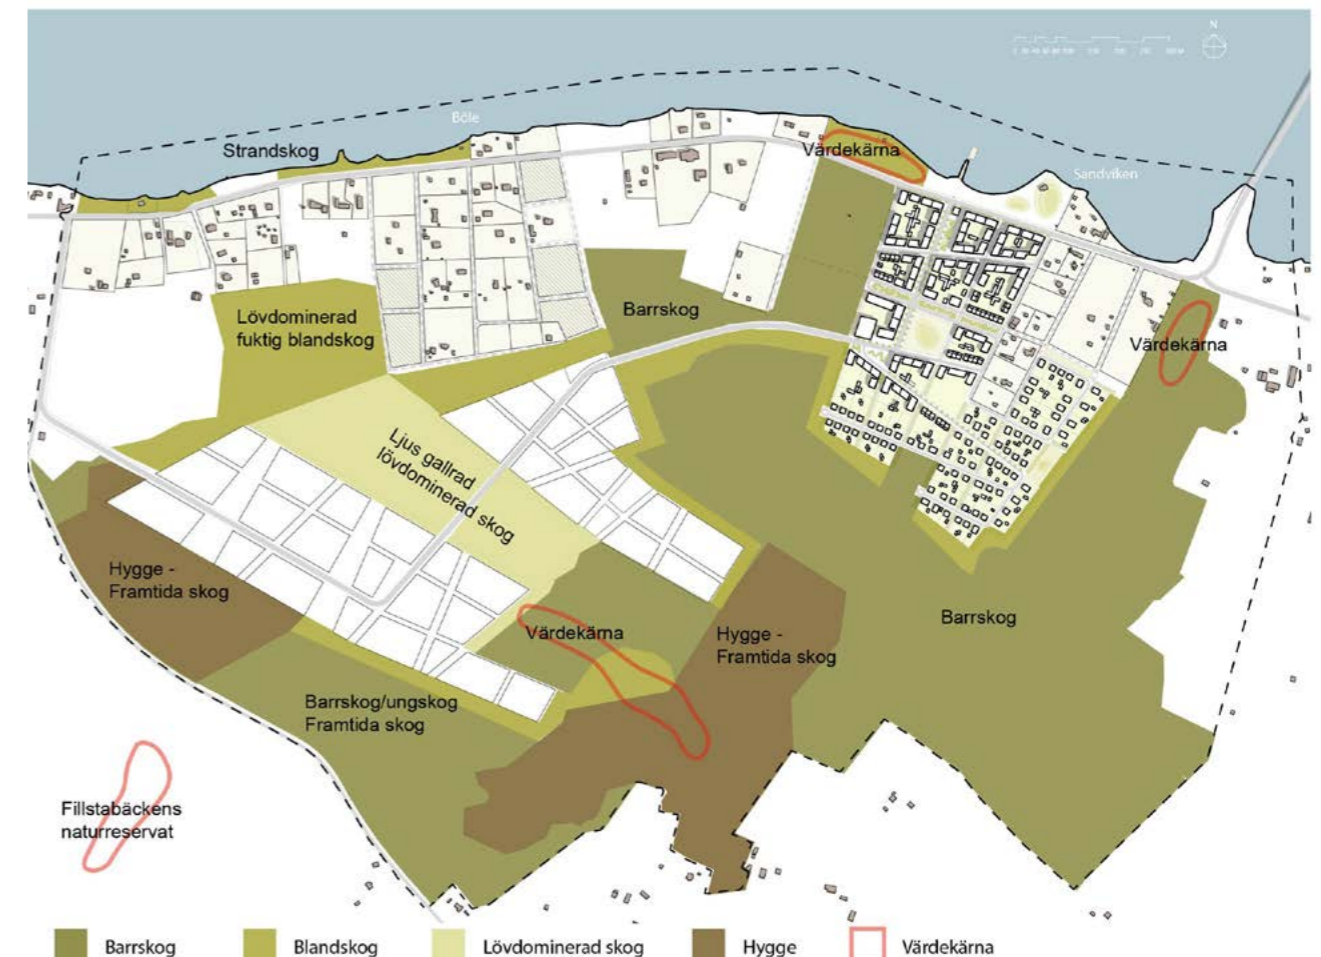 N
Böle
Strandskog
Värdekärna
Sandviken
Lövdominerad
fuktig blandskog
Barrskog
Värdekärna
Ljus gallrad
lövdominerad skog
Hygge -
Framtida skog
Värdekärna
Hygge -
Framtida skog
Barrskog
Barrskog/ungskog
Framtida skog
Fillstabäckens
naturreservat
Barrskog
Blandskog
Lövdominerad skog
Hygge
Värdekärna